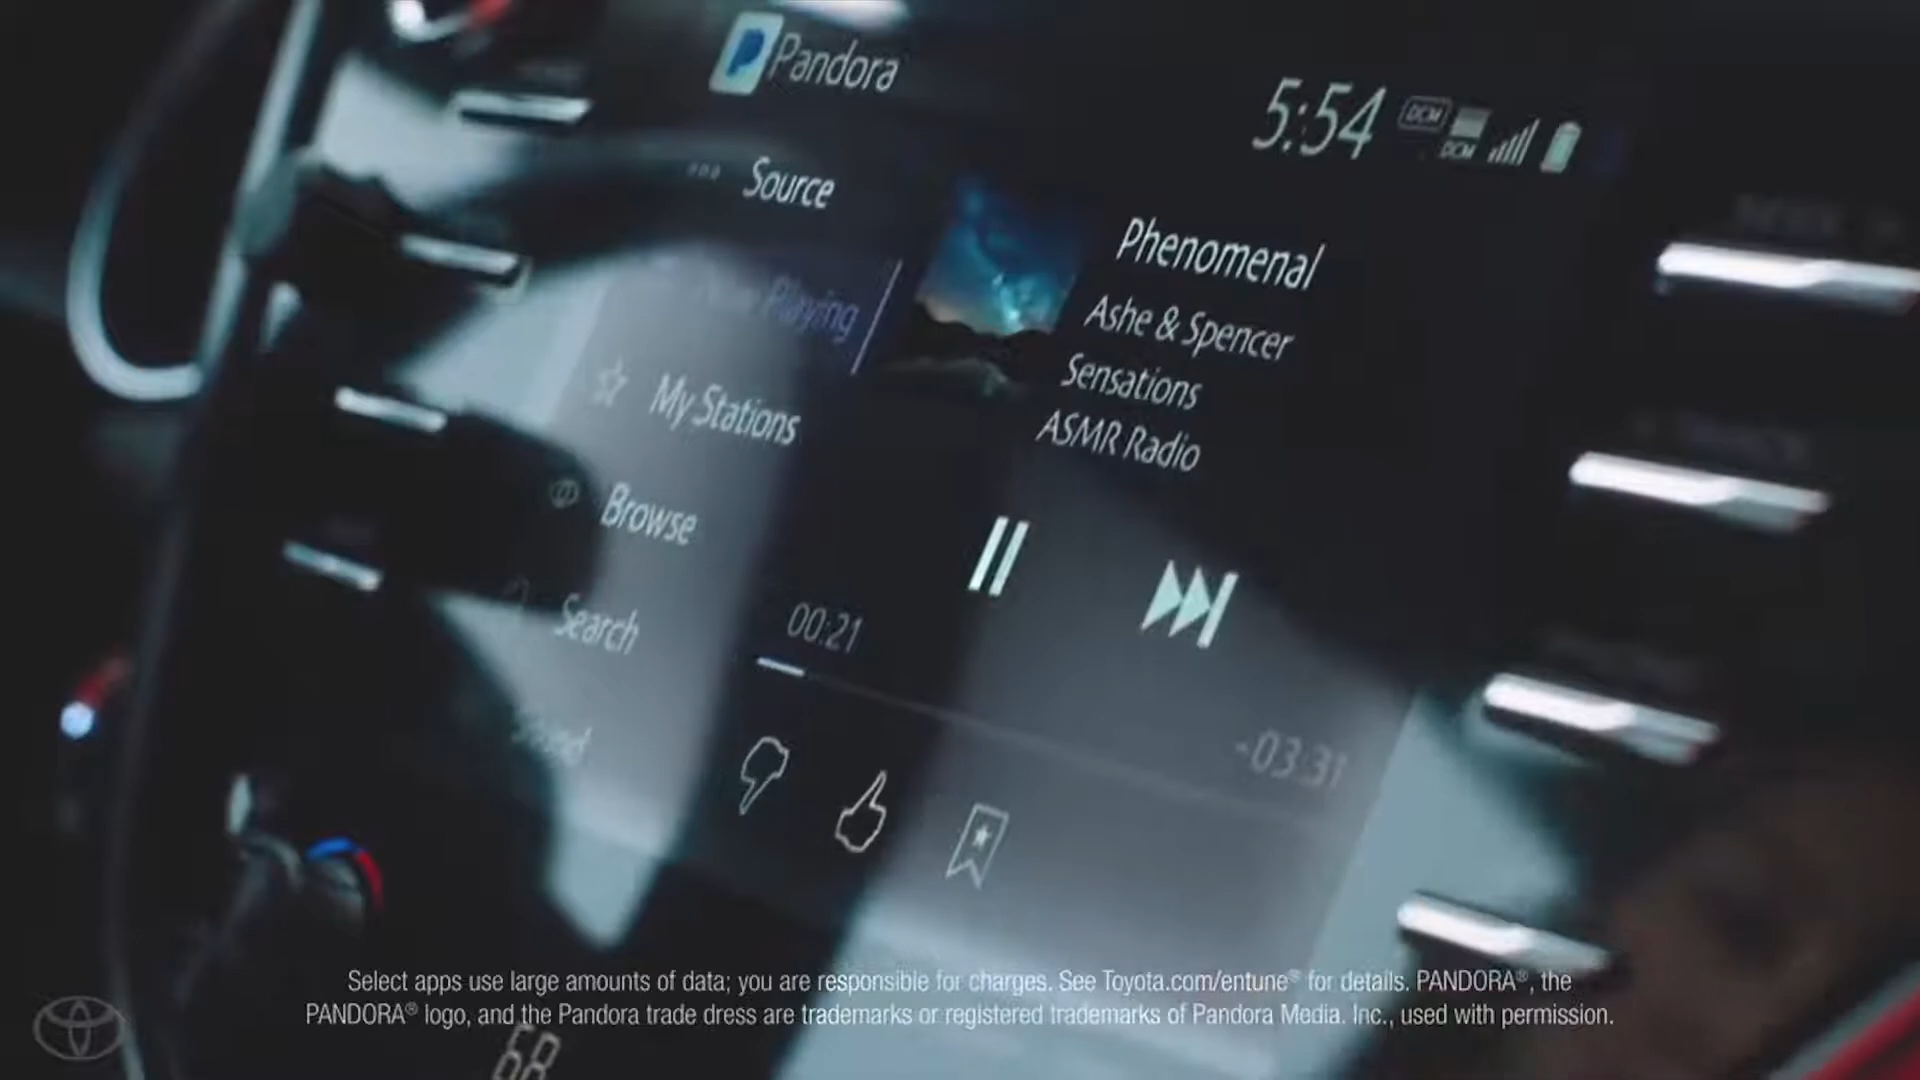 Pandora
5:54
DCM
DCM
Source
Playing
My Stations
Browse
Search
Sound
Phenomenal
Ashe & Spencer
Sensations
ASMR Radio
00:21
-03:31
Select apps use large amounts of data; you are responsible for charges. See Toyota.com/entune® for details. PANDORA®, the
PANDORA® logo, and the Pandora trade dress are trademarks or registered trademarks of Pandora Media. Inc., used with permission.
68